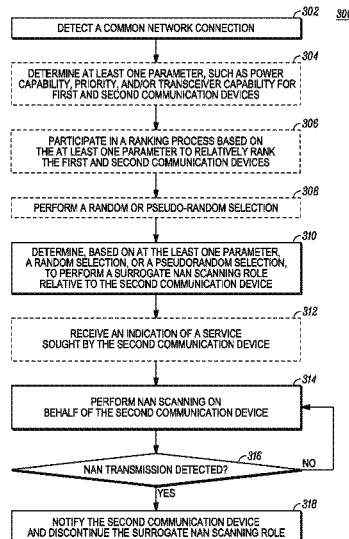 302
300
DETECT A COMMON NETWORK CONNECTION
304
DETERMINE AT LEAST ONE PARAMETER, SUCH AS POWER
CAPABILITY, PRIORITY, AND/OR TRANSCEIVER CAPABILITY FOR
FIRST AND SECOND COMMUNICATION DEVICES
306
PARTICIPATE IN A RANKING PROCESS BASED ON
THE AT LEAST ONE PARAMETER TO RELATIVELY RANK
THE FIRST AND SECOND COMMUNICATION DEVICES
308
PERFORM A RANDOM OR PSEUDO-RANDOM SELECTION
310
DETERMINE, BASED ON AT THE LEAST ONE PARAMETER,
A RANDOM SELECTION, OR A PSEUDORANDOM SELECTION,
TO PERFORM A SURROGATE NAN SCANNING ROLE
RELATIVE TO THE SECOND COMMUNICATION DEVICE
312
RECEIVE AN INDICATION OF A SERVICE
SOUGHT BY THE SECOND COMMUNICATION DEVICE
314
PERFORM NAN SCANNING ON
BEHALF OF THE SECOND COMMUNICATION DEVICE
316
NAN TRANSMISSION DETECTED?
NO
YES
318
NOTIFY THE SECOND COMMUNICATION DEVICE
AND DISCONTINUE THE SURROGATE NAN SCANNING ROLE